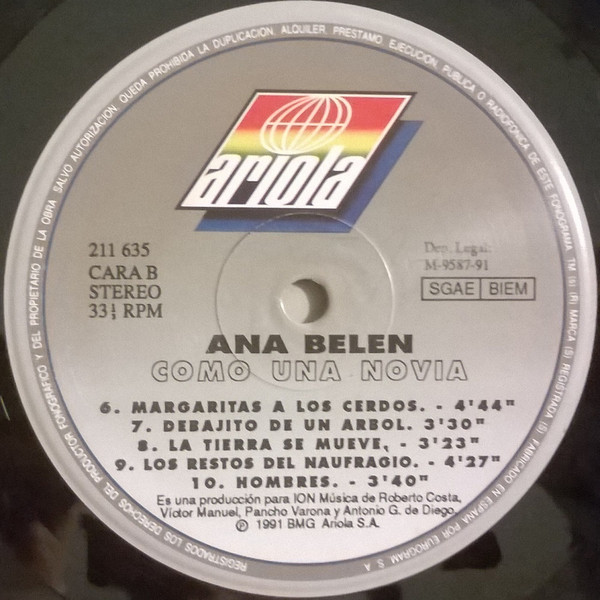 SALVO AUTORIZACION QUEDA PROHIBIDA LA DUPLICACION, ALQUILER, PRESTAMO, EJECUCION PUBLICA O RADIOFONICA DE ESTE FONOGRAMA TM (S) (R) MARCA (S) REGISTRADA (S) FABRICADO EN ESPAÑA POR EUROGRAM S.A
REGISTRADOS LOS DERECHOS DEL PRODUCTOR FONOGRAFICO Y DEL PROPIETARIO DE LA OBRA
ariola
211 635
CARA B
STEREO
33⅓ RPM
Dep. Legal:
M-9587-91
SGAE BIEM
ANA BELEN
COMO UNA NOVIA
6. MARGARITAS A LOS CERDOS. - 4'44"
7. DEBAJITO DE UN ARBOL. 3'30"
8. LA TIERRA SE MUEVE, - 3'23"
9. LOS RESTOS DEL NAUFRAGIO. - 4'27"
10. HOMBRES. - 3'40"
Es una producción para ION Música de Roberto Costa,
Víctor Manuel, Pancho Varona y Antonio G. de Diego.
℗ 1991 BMG Ariola S.A.